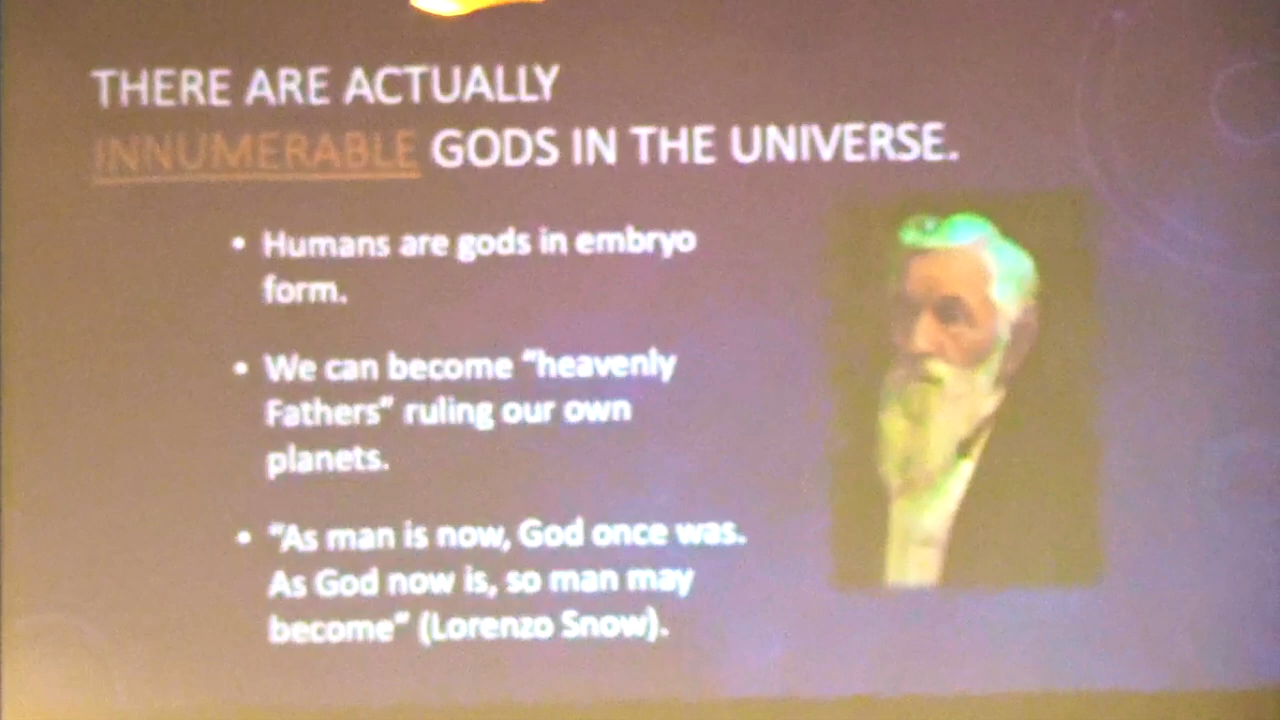 THERE ARE ACTUALLY
INNUMERABLE GODS IN THE UNIVERSE.
• Humans are gods in embryo
form.
• We can become “heavenly
Fathers” ruling our own
planets.
• “As man is now, God once was.
As God now is, so man may
become” (Lorenzo Snow).